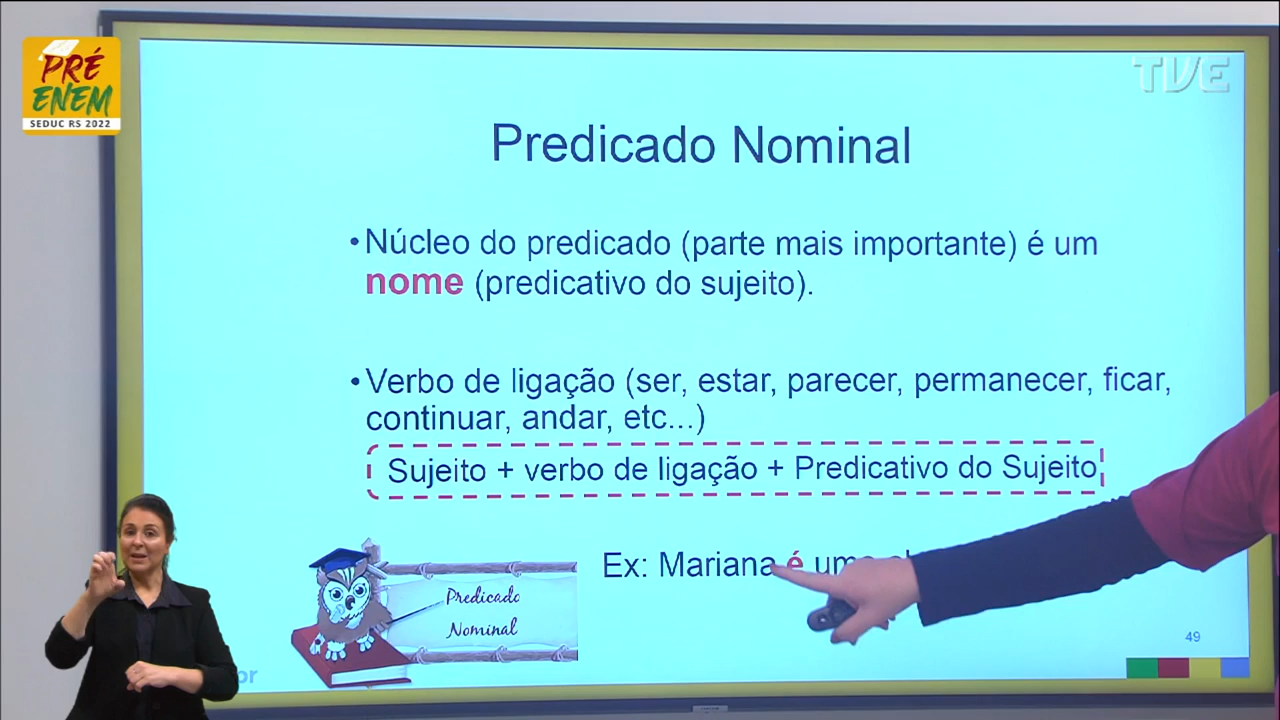 PRÉ
ENEM
SEDUC RS 2022
TVE
Predicado Nominal
•Núcleo do predicado (parte mais importante) é um
nome (predicativo do sujeito).
•Verbo de ligação (ser, estar, parecer, permanecer, ficar,
continuar, andar, etc...)
Sujeito + verbo de ligação + Predicativo do Sujeito
Ex: Mariana é
Predicado
Nominal
49